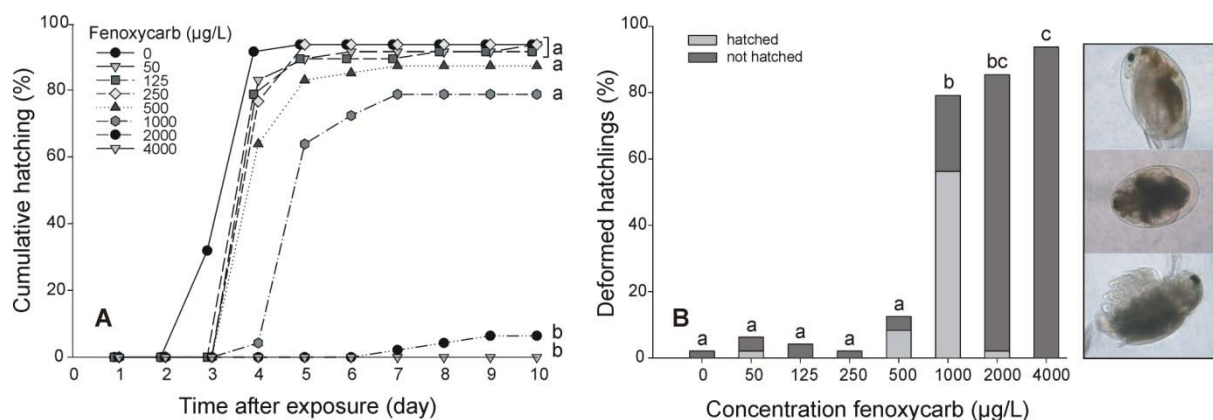 Fenoxycarb (µg/L)
0
50
125
250
500
1000
2000
4000
Cumulative hatching (%)
100
80
60
40
20
0
a
a
a
b
b
A
0 1 2 3 4 5 6 7 8 9 10
Time after exposure (day)
hatched
not hatched
Deformed hatchlings (%)
100
80
60
40
20
0
a a a a a b bc c
B
0 50 125 250 500 1000 2000 4000
Concentration fenoxycarb (µg/L)